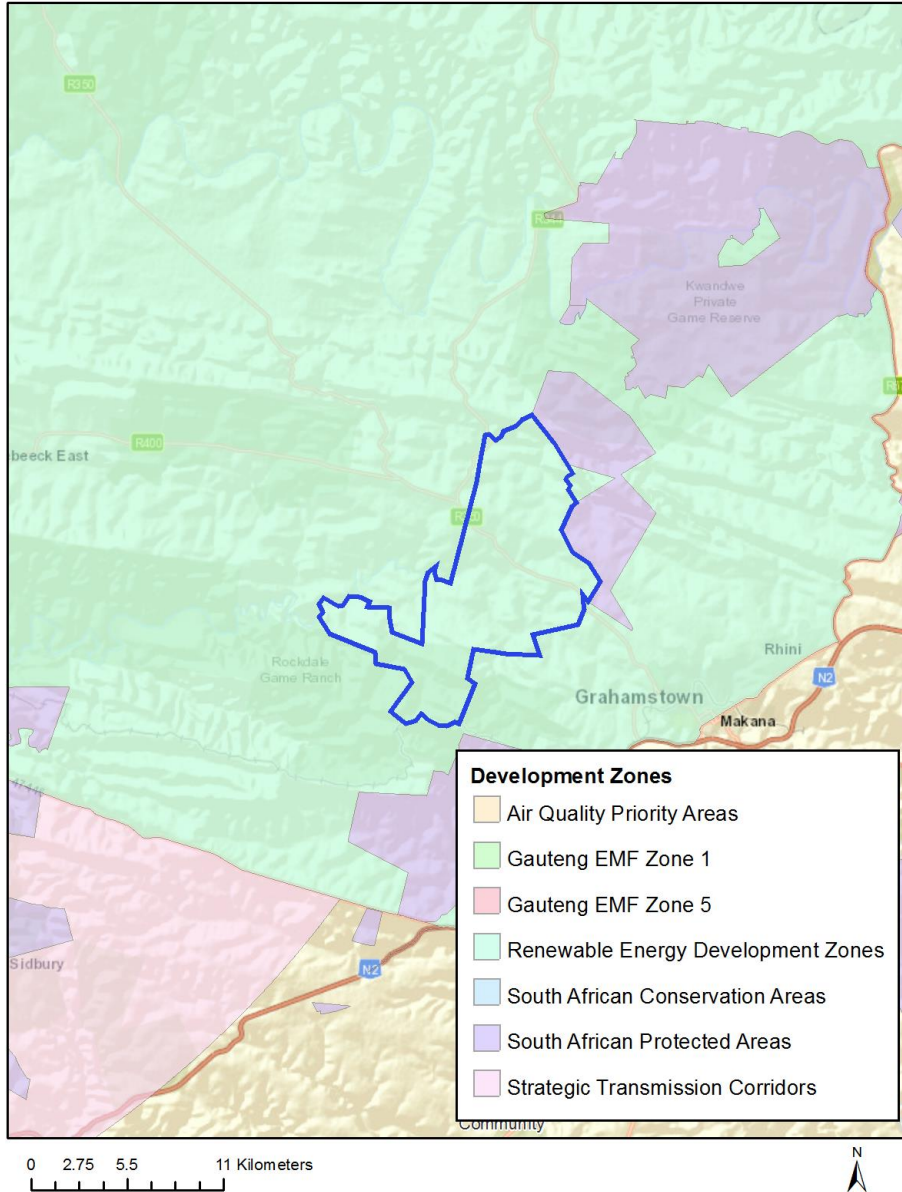 R350
Kwandwe
Private
Game Reserve
R400
beeck East
Rockdale
Game Ranch
Rhini
N2
Grahamstown
Makana
Sidbury
N2
Community
Development Zones
Air Quality Priority Areas
Gauteng EMF Zone 1
Gauteng EMF Zone 5
Renewable Energy Development Zones
South African Conservation Areas
South African Protected Areas
Strategic Transmission Corridors
0 2.75 5.5 11 Kilometers
N